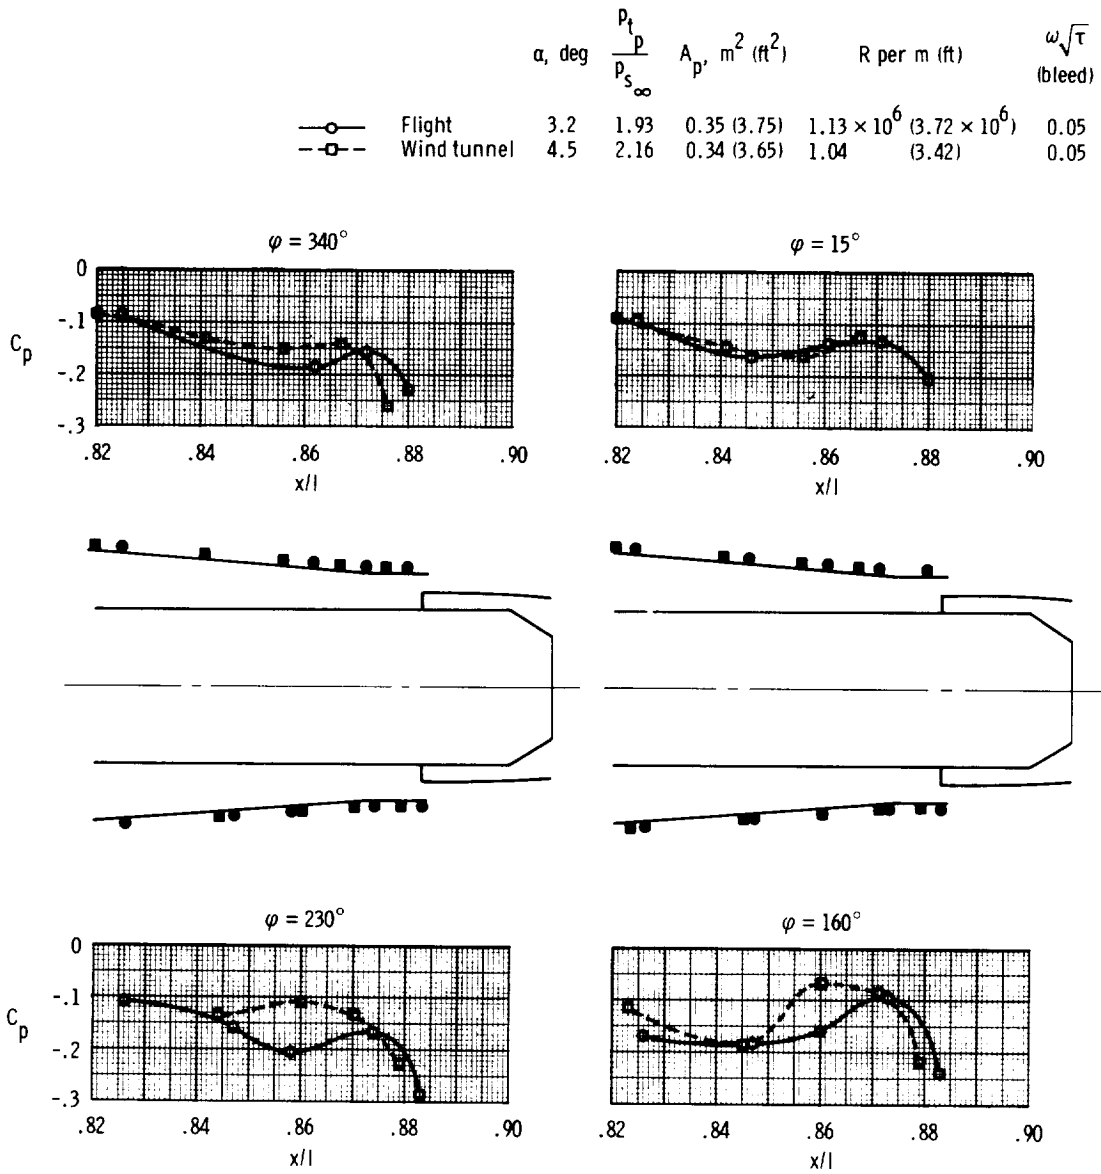 α, deg p_t_p / p_s_∞ A_p, m² (ft²) R per m (ft) ω√τ (bleed)
Flight 3.2 1.93 0.35 (3.75) 1.13 × 10⁶ (3.72 × 10⁶) 0.05
Wind tunnel 4.5 2.16 0.34 (3.65) 1.04 (3.42) 0.05
φ = 340° φ = 15°
0
-.1
C_p
-.2
-.3
.82 .84 .86 .88 .90 .82 .84 .86 .88 .90
x/l x/l
φ = 230° φ = 160°
0
-.1
C_p
-.2
-.3
.82 .84 .86 .88 .90 .82 .84 .86 .88 .90
x/l x/l